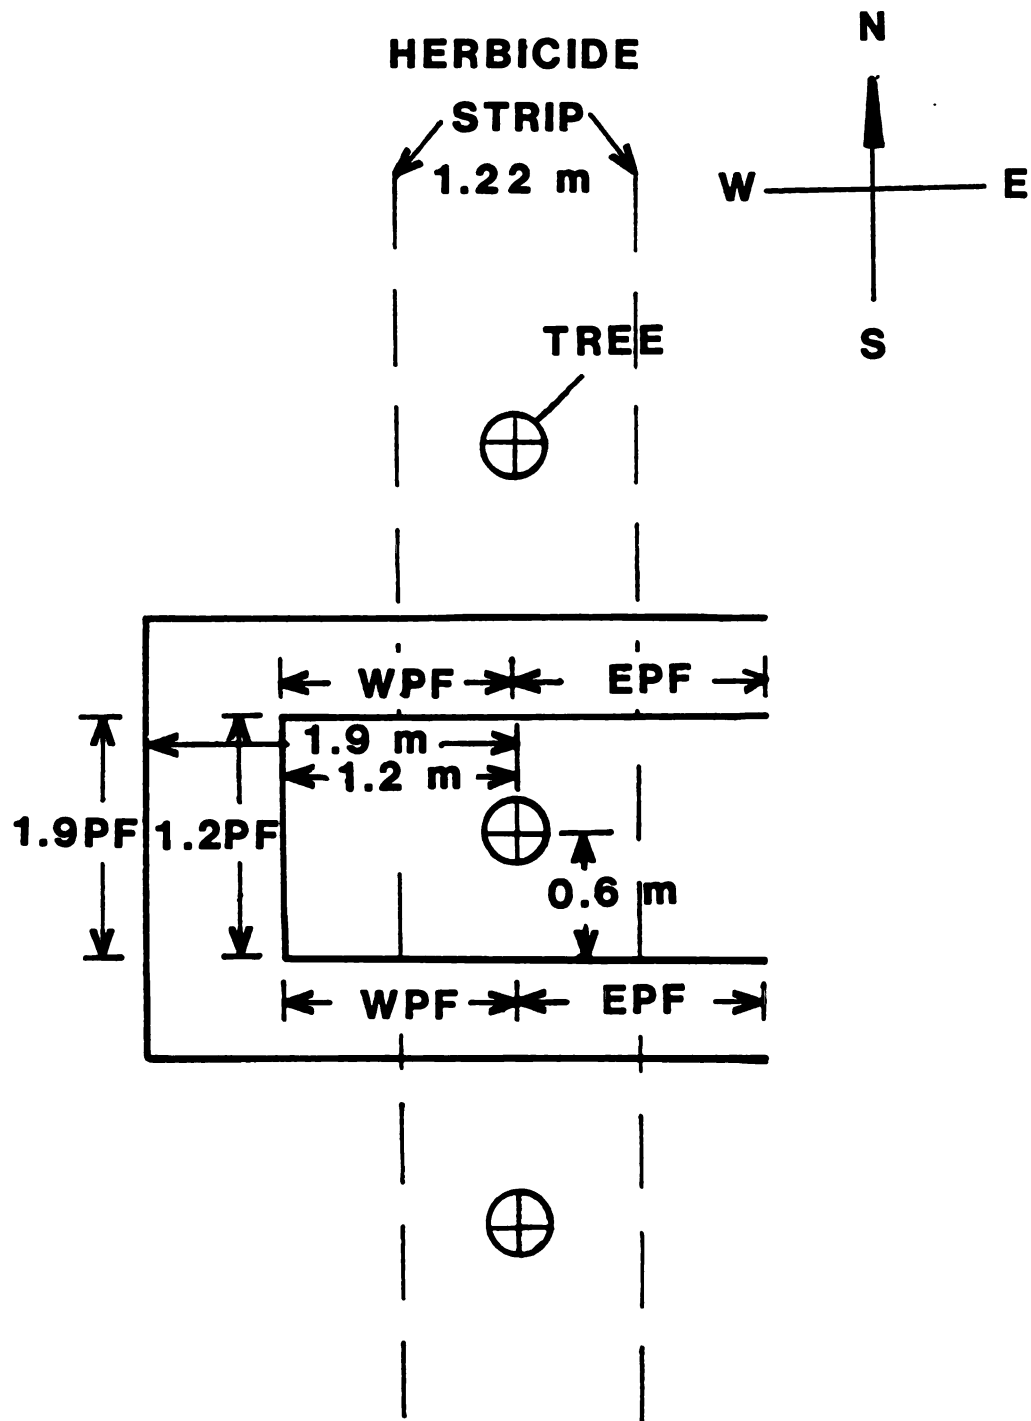 HERBICIDE
STRIP
1.22 m
N
W E
S
TREE
WPF EPF
1.9 m
1.2 m
1.9PF 1.2PF
0.6 m
WPF EPF